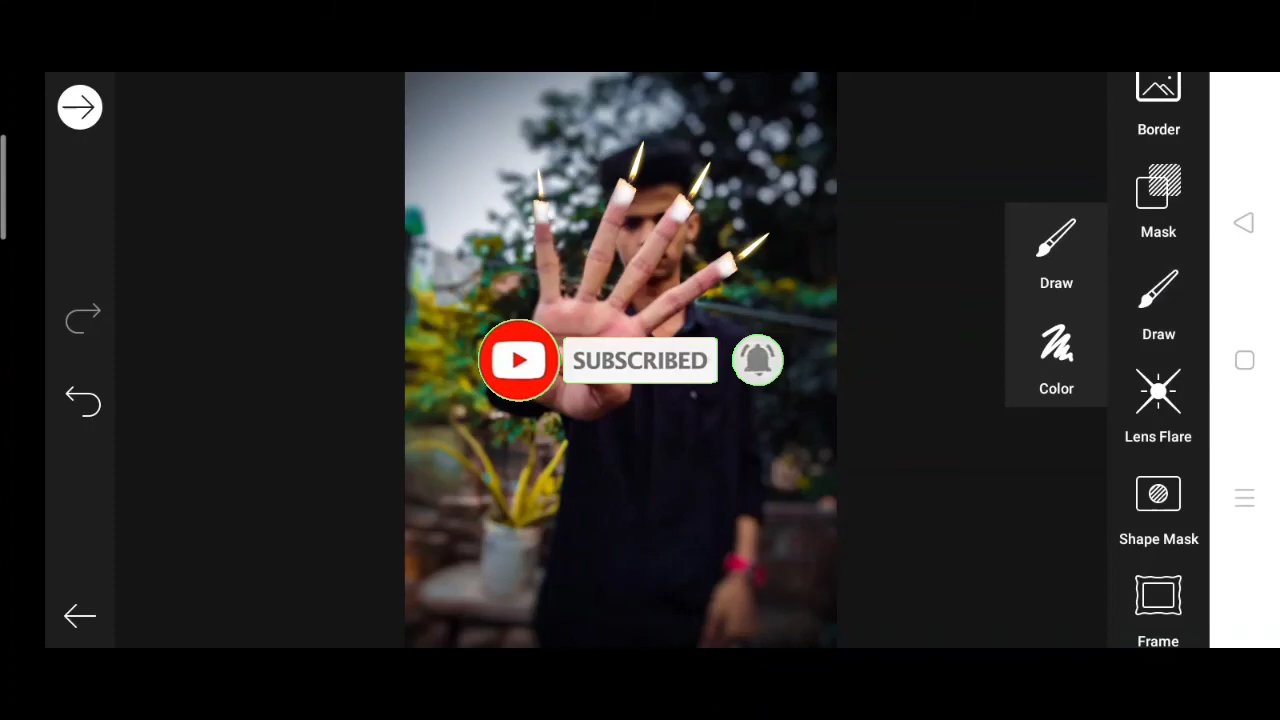 Border
Mask
Draw
Draw
Color
Lens Flare
Shape Mask
Frame
SUBSCRIBED